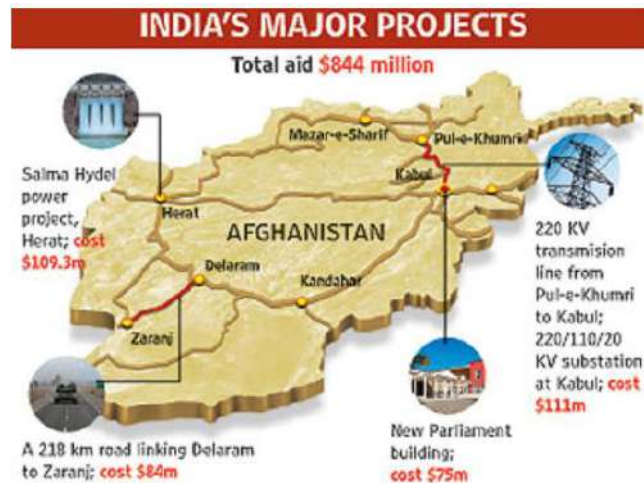 INDIA'S MAJOR PROJECTS
Total aid $844 million
Mazar-e-Sharif
Pul-e-Khumri
Kabul
Salma Hydel
power
project,
Herat; cost
$109.3m
Herat
AFGHANISTAN
Delaram
Kandahar
Zaranj
220 KV
transmision
line from
Pul-e-Khumri
to Kabul;
220/110/20
KV substation
at Kabul; cost
$111m
A 218 km road linking Delaram
to Zaranj; cost $84m
New Parliament
building;
cost $75m